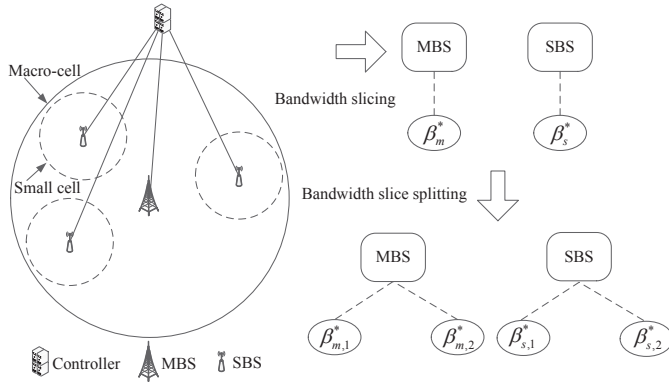 Macro-cell
Small cell
Controller
MBS
SBS
MBS
SBS
Bandwidth slicing
β*m
β*s
Bandwidth slice splitting
MBS
SBS
β*m,1
β*m,2
β*s,1
β*s,2